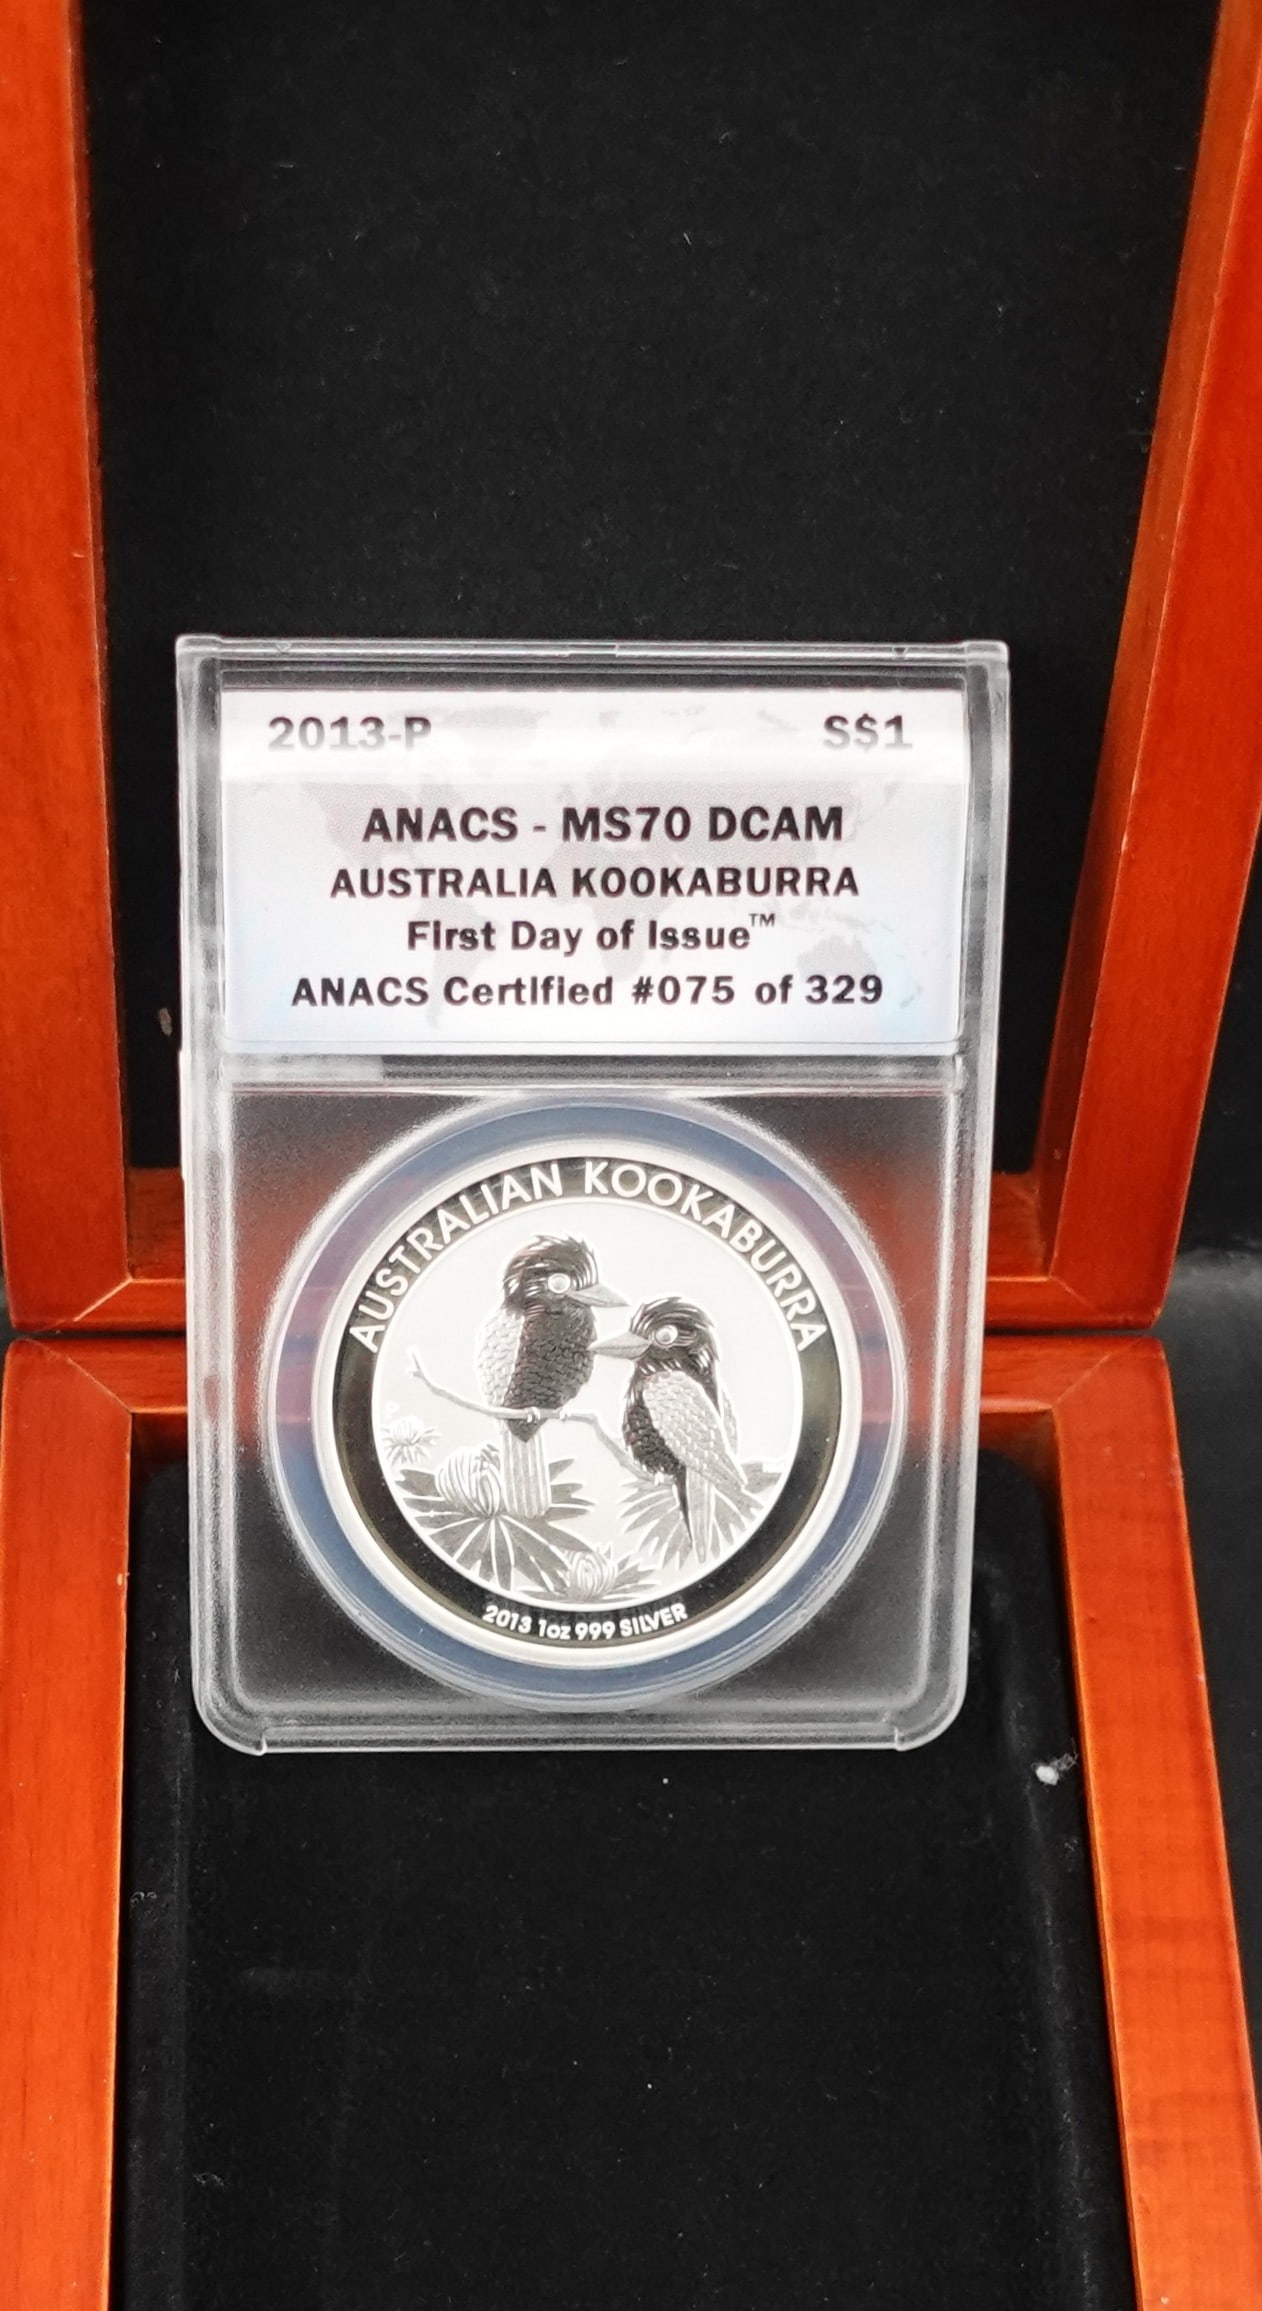 2013-P S$1
ANACS - MS70 DCAM
AUSTRALIA KOOKABURRA
First Day of Issue™
ANACS Certified #075 of 329
AUSTRALIAN KOOKABURRA
2013 1oz 999 SILVER